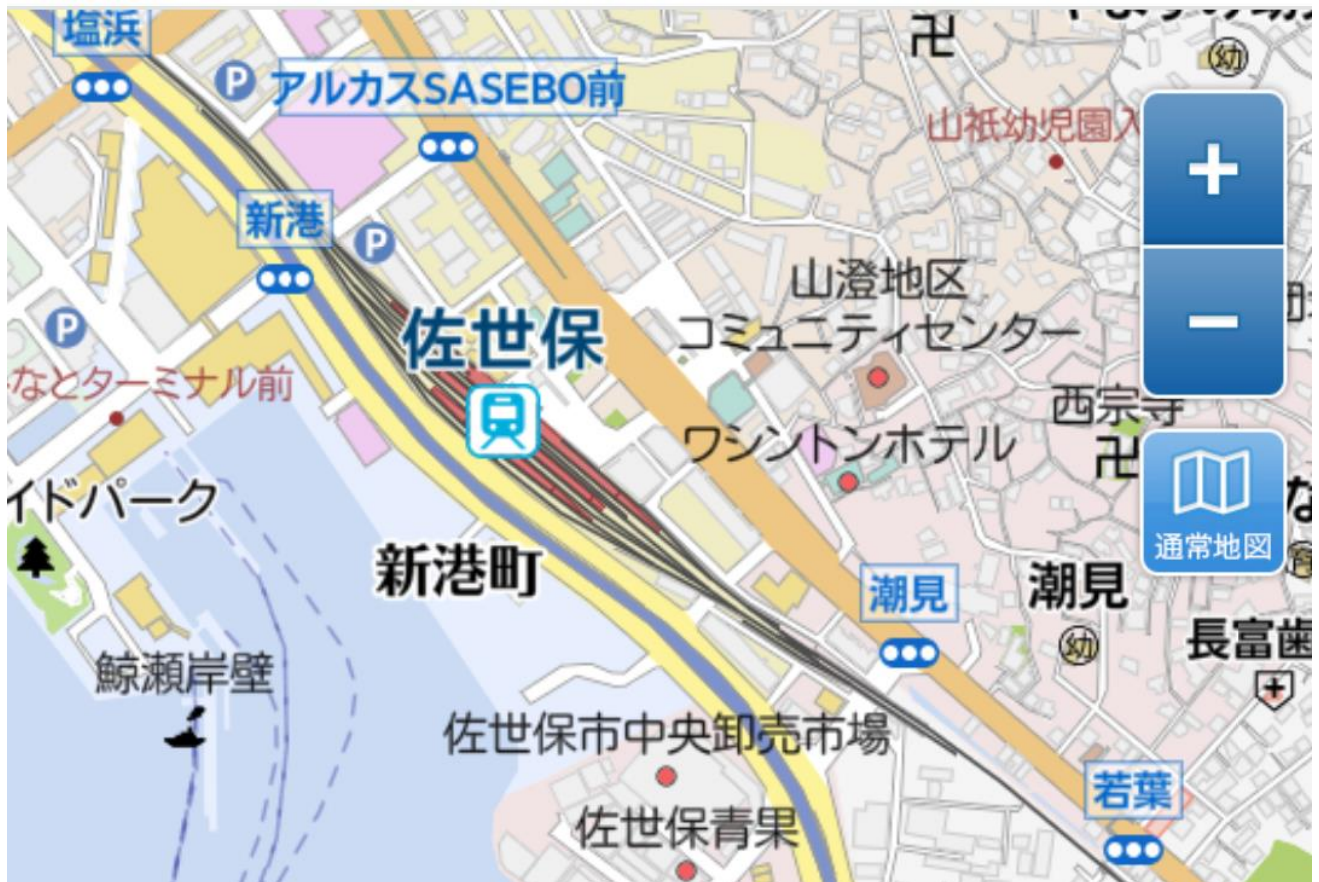 塩浜
P
アルカスSASEBO前
幼
山祇幼児園入
新港
P
山澄地区
コミュニティセンター
P
佐世保
なとターミナル前
ワシントンホテル
西宗寺
イドパーク
通常地図
新港町
潮見
潮見
幼
長富歯
鯨瀬岸壁
佐世保市中央卸売市場
若葉
佐世保青果